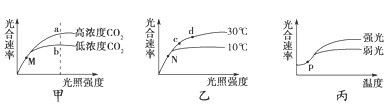 光合速率
a
高浓度CO2
b
低浓度CO2
M
光照强度
甲
光合速率
d
c
30℃
10℃
N
光照强度
乙
光合速率
强光
弱光
P
温度
丙